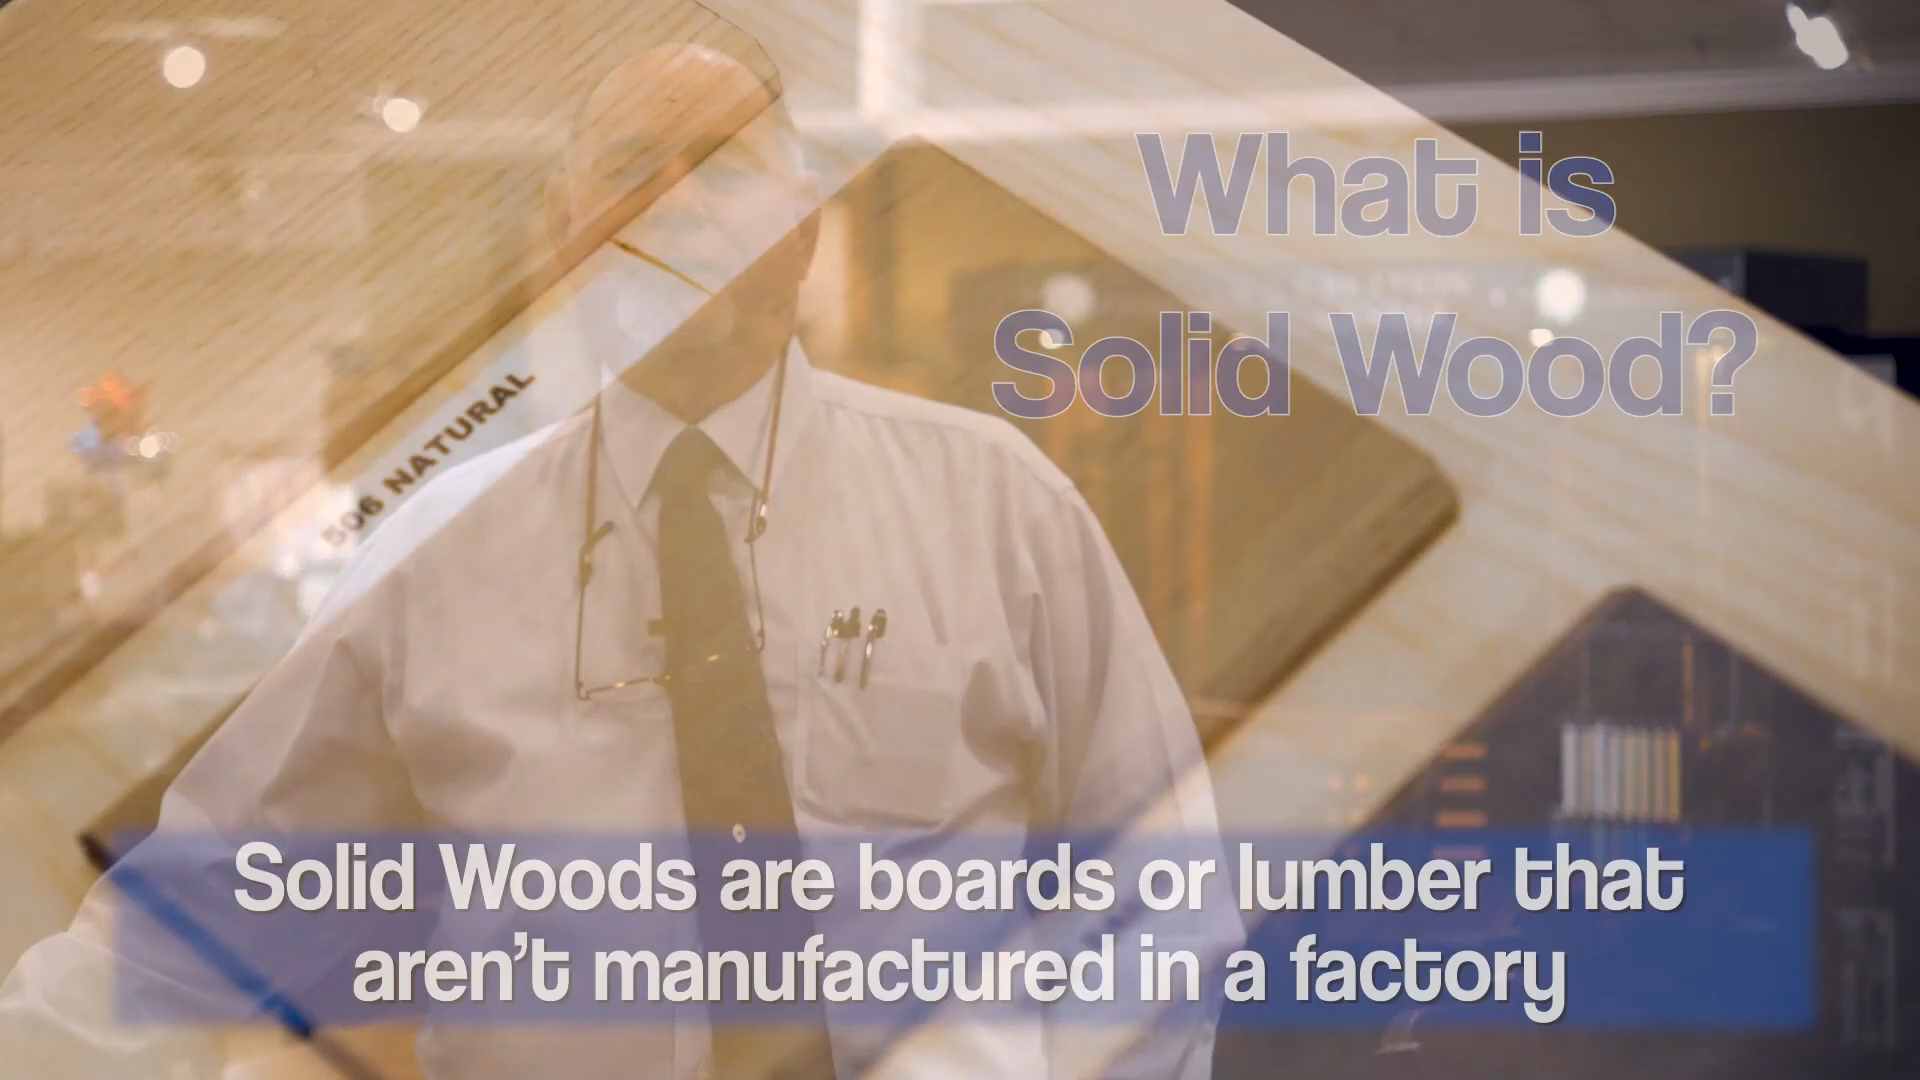 What is
Solid Wood?
506 NATURAL
Solid Woods are boards or lumber that
aren't manufactured in a factory